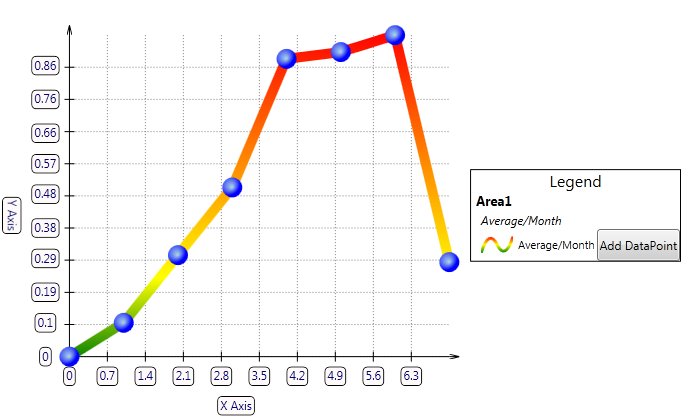 0.86
0.76
0.66
0.57
0.48
0.38
0.29
0.19
0.1
0
Y Axis
0 0.7 1.4 2.1 2.8 3.5 4.2 4.9 5.6 6.3
X Axis
Legend
Area1
Average/Month
Average/Month Add DataPoint